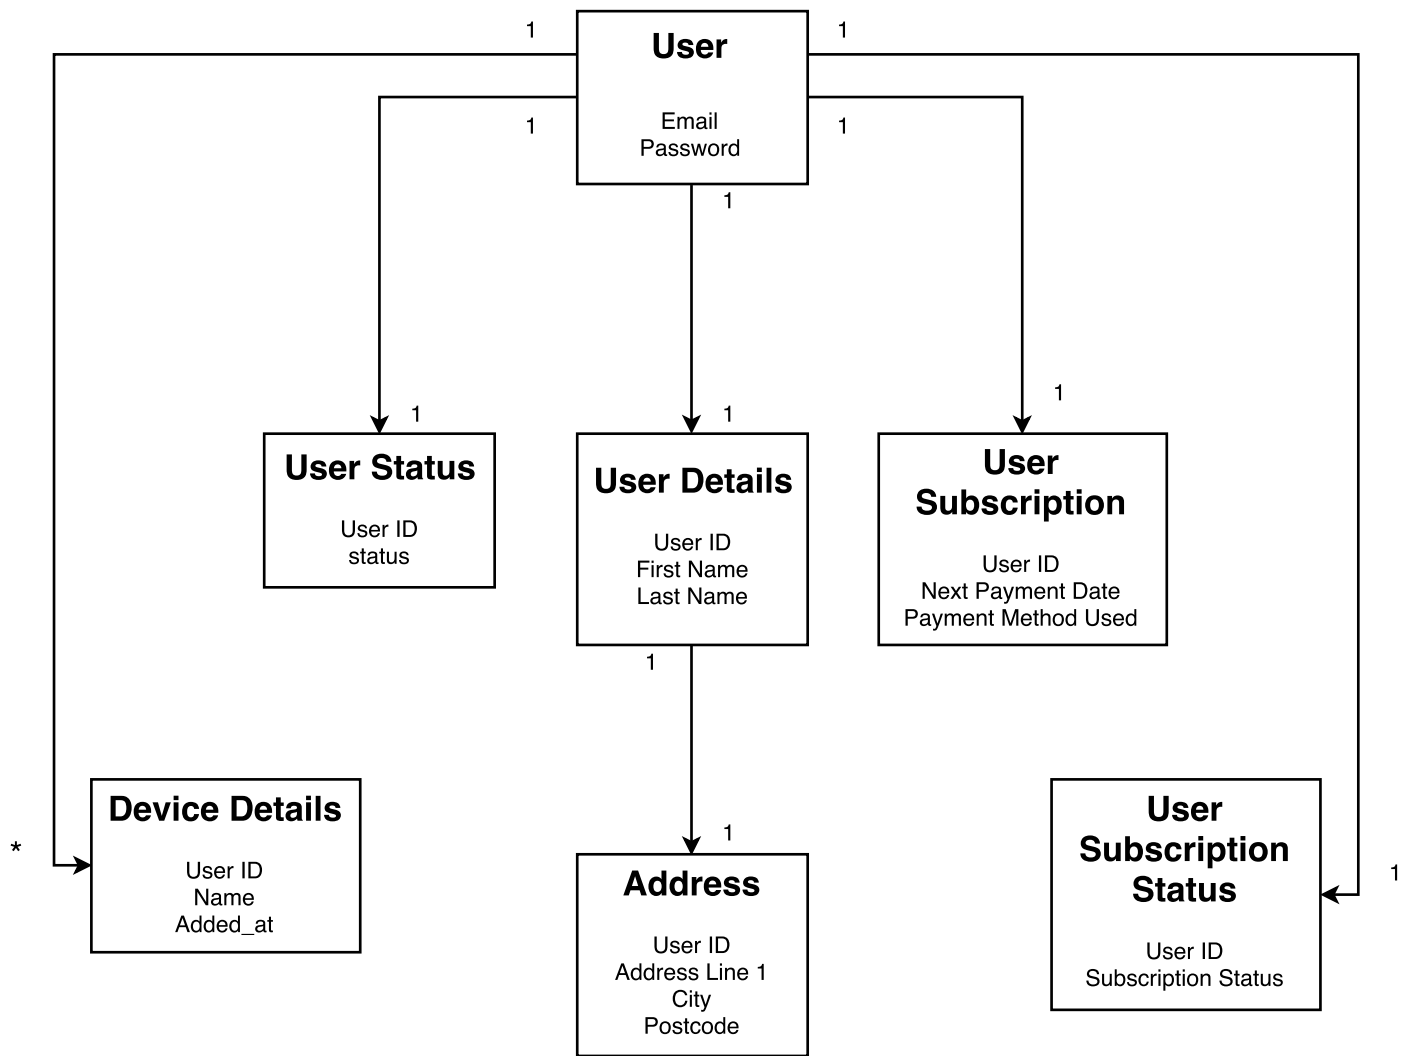 1
User
1
Email
Password
1
1
1
1
1
1
User Status
User ID
status
User Details
User ID
First Name
Last Name
User
Subscription
User ID
Next Payment Date
Payment Method Used
1
1
*
Device Details
User ID
Name
Added_at
Address
User ID
Address Line 1
City
Postcode
User
Subscription
Status
User ID
Subscription Status
1